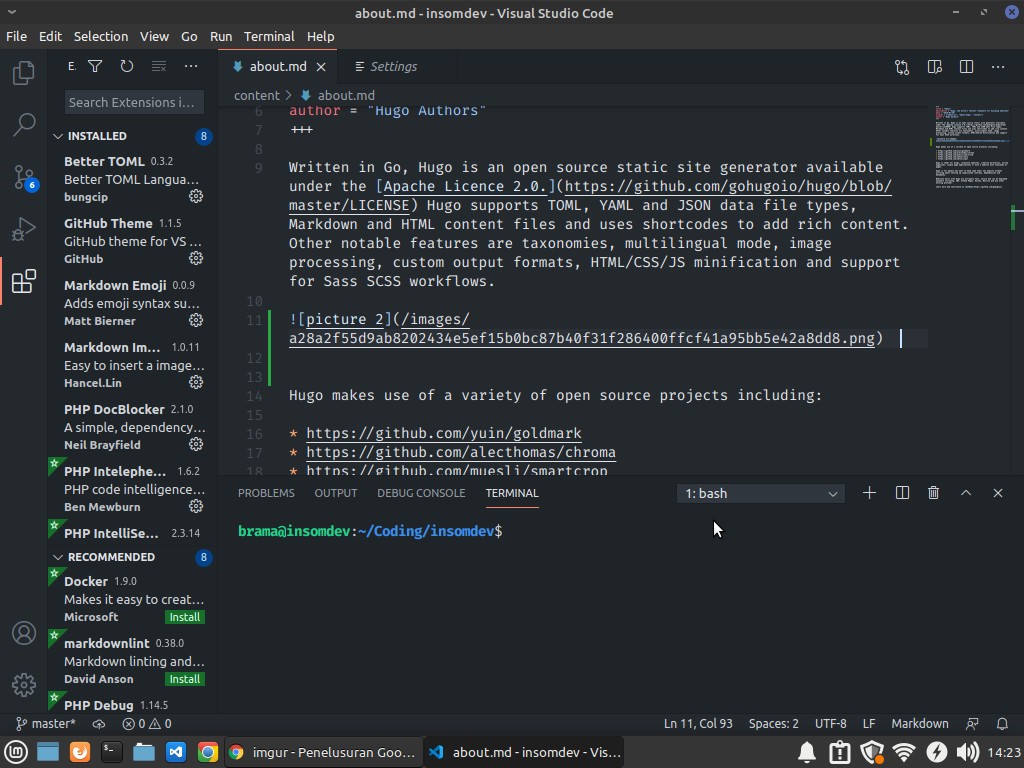 about.md - insomdev - Visual Studio Code
File Edit Selection View Go Run Terminal Help
E.
about.md
Settings
content > about.md
Search Extensions i...
INSTALLED 8
Better TOML 0.3.2
Better TOML Langua...
bungcip
GitHub Theme 1.1.5
GitHub theme for VS ...
GitHub
Markdown Emoji 0.0.9
Adds emoji syntax su...
Matt Bierner
Markdown Im... 1.0.11
Easy to insert a image...
Hancel.Lin
PHP DocBlocker 2.1.0
A simple, dependency...
Neil Brayfield
PHP Intelephe... 1.6.2
PHP code intelligence...
Ben Mewburn
PHP IntelliSe... 2.3.14
RECOMMENDED 8
Docker 1.9.0
Makes it easy to creat...
Microsoft Install
markdownlint 0.38.0
Markdown linting and...
David Anson Install
PHP Debug 1.14.5
6
6 author = "Hugo Authors"
7 +++
8
9 Written in Go, Hugo is an open source static site generator available
under the [Apache Licence 2.0.](https://github.com/gohugoio/hugo/blob/
master/LICENSE) Hugo supports TOML, YAML and JSON data file types,
Markdown and HTML content files and uses shortcodes to add rich content.
Other notable features are taxonomies, multilingual mode, image
processing, custom output formats, HTML/CSS/JS minification and support
for Sass SCSS workflows.
10
11 ![picture 2](/images/
a28a2f55d9ab8202434e5ef15b0bc87b40f31f286400ffcf41a95bb5e42a8dd8.png)
12
13
14 Hugo makes use of a variety of open source projects including:
15
16 * https://github.com/yuin/goldmark
17 * https://github.com/alecthomas/chroma
18 * https://github.com/muesli/smartcrop
PROBLEMS OUTPUT DEBUG CONSOLE TERMINAL 1: bash
brama@insomdev:~/Coding/insomdev$
master* 0 0 Ln 11, Col 93 Spaces: 2 UTF-8 LF Markdown
imgur - Penelusuran Goo... about.md - insomdev - Vis... 14:23